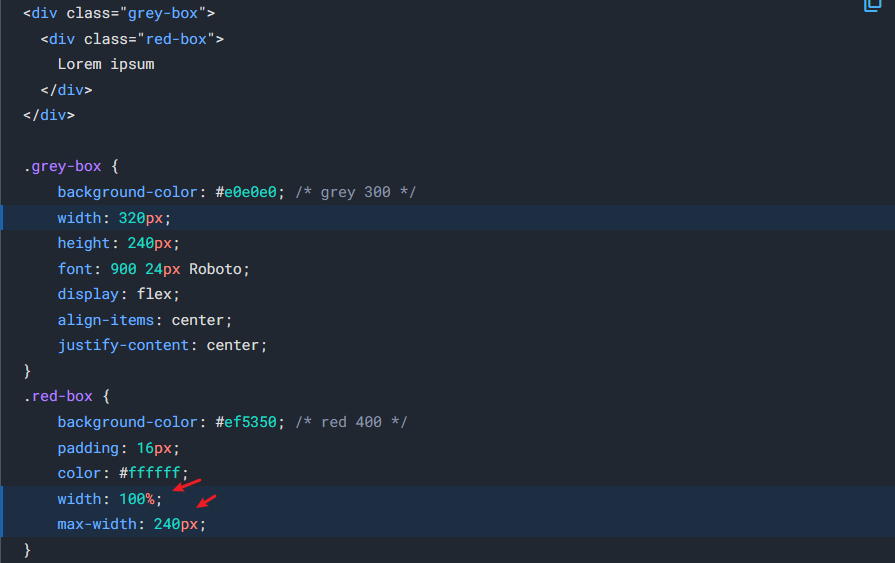 <div class="grey-box">
  <div class="red-box">
    Lorem ipsum
  </div>
</div>

.grey-box {
    background-color: #e0e0e0; /* grey 300 */
    width: 320px;
    height: 240px;
    font: 900 24px Roboto;
    display: flex;
    align-items: center;
    justify-content: center;
}
.red-box {
    background-color: #ef5350; /* red 400 */
    padding: 16px;
    color: #ffffff;
    width: 100%;
    max-width: 240px;
}